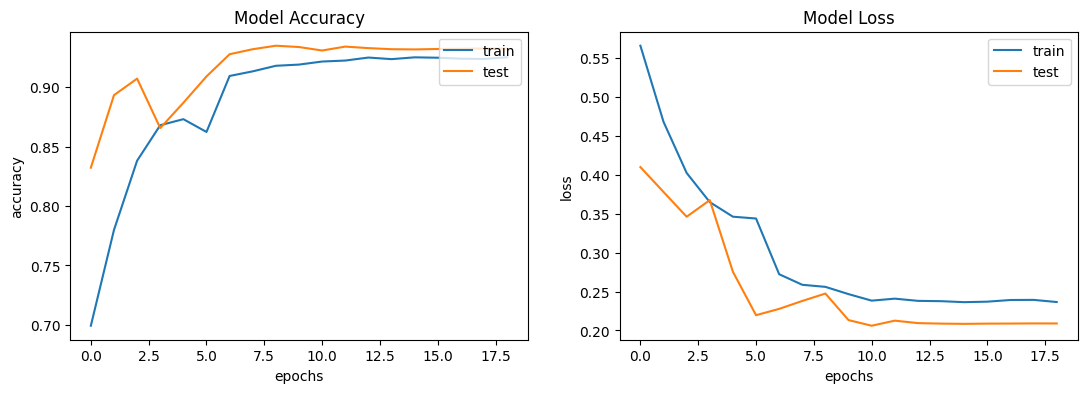 Model Accuracy
train
test
0.90
0.85
0.80
0.75
0.70
accuracy
0.0 2.5 5.0 7.5 10.0 12.5 15.0 17.5
epochs
Model Loss
train
test
0.55
0.50
0.45
0.40
0.35
0.30
0.25
0.20
loss
0.0 2.5 5.0 7.5 10.0 12.5 15.0 17.5
epochs